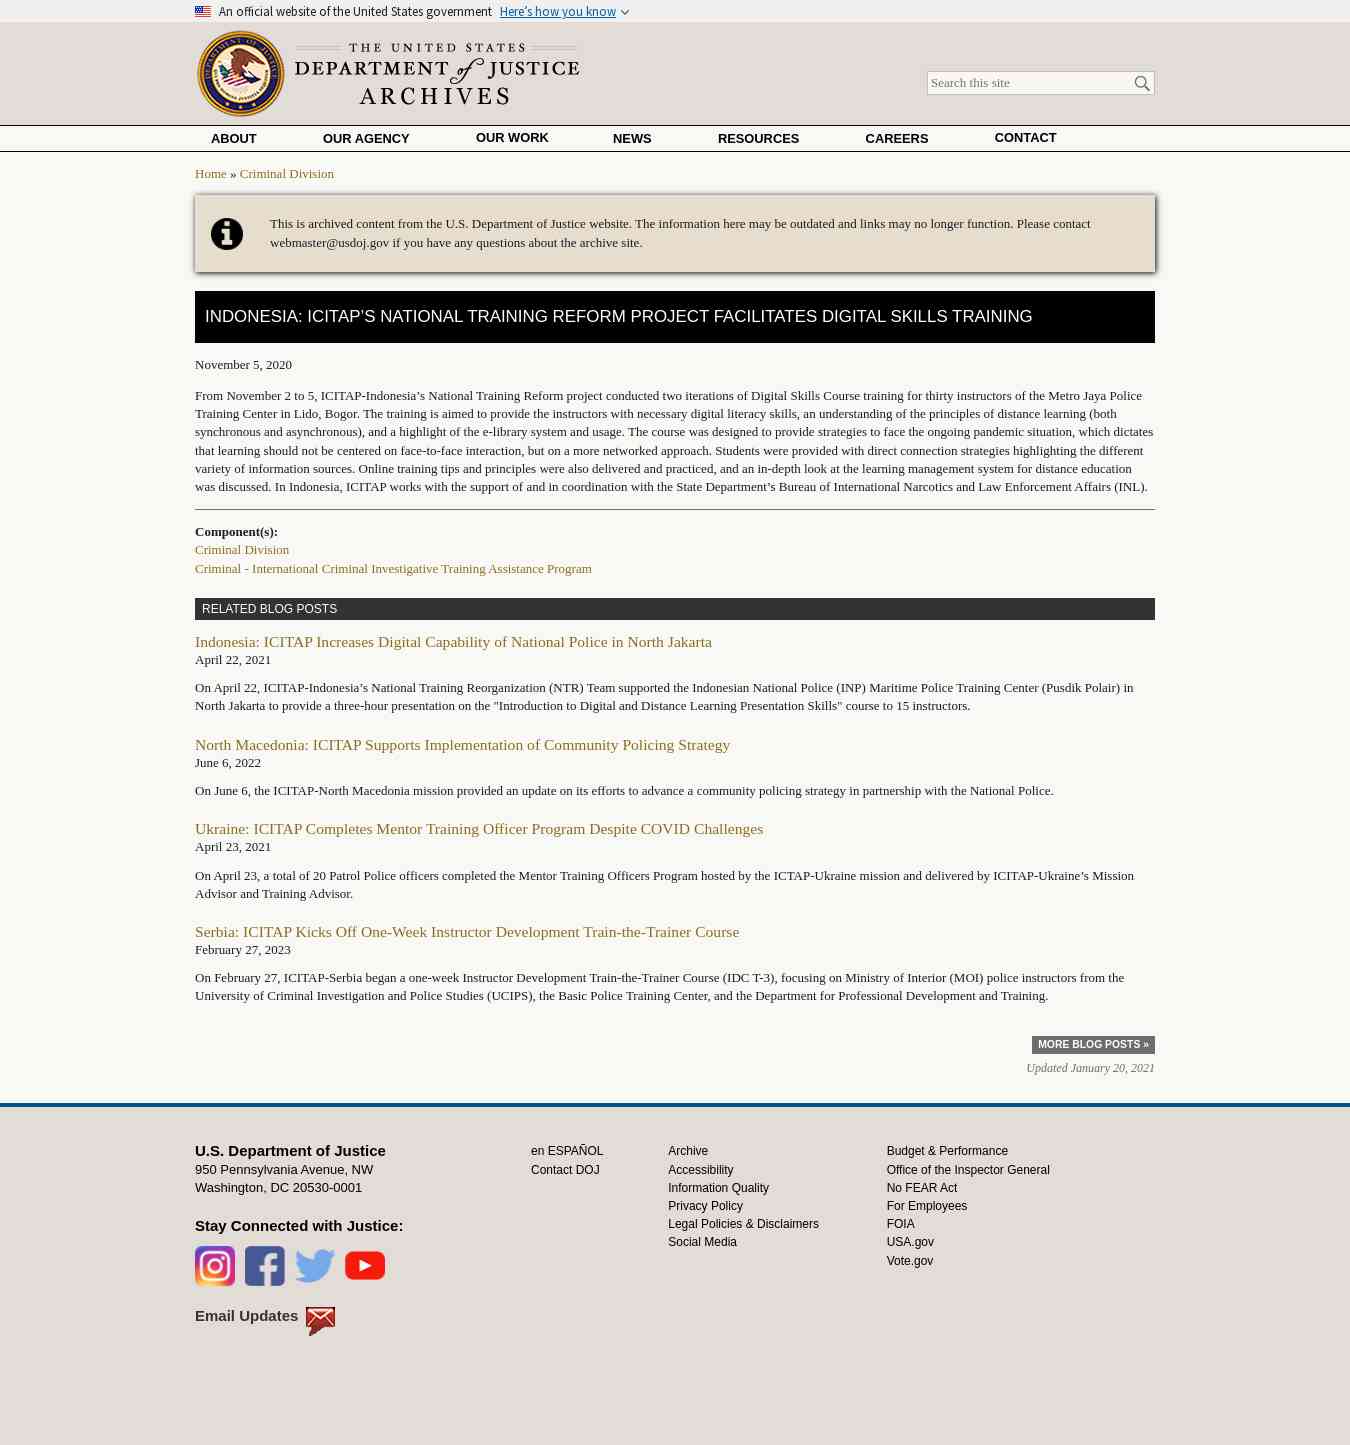 An official website of the United States government Here's how you know
THE UNITED STATES
DEPARTMENT of JUSTICE
ARCHIVES
Search this site
ABOUT OUR AGENCY OUR WORK NEWS RESOURCES CAREERS CONTACT
Home » Criminal Division
This is archived content from the U.S. Department of Justice website. The information here may be outdated and links may no longer function. Please contact
webmaster@usdoj.gov if you have any questions about the archive site.
INDONESIA: ICITAP'S NATIONAL TRAINING REFORM PROJECT FACILITATES DIGITAL SKILLS TRAINING
November 5, 2020
From November 2 to 5, ICITAP-Indonesia's National Training Reform project conducted two iterations of Digital Skills Course training for thirty instructors of the Metro Jaya Police
Training Center in Lido, Bogor. The training is aimed to provide the instructors with necessary digital literacy skills, an understanding of the principles of distance learning (both
synchronous and asynchronous), and a highlight of the e-library system and usage. The course was designed to provide strategies to face the ongoing pandemic situation, which dictates
that learning should not be centered on face-to-face interaction, but on a more networked approach. Students were provided with direct connection strategies highlighting the different
variety of information sources. Online training tips and principles were also delivered and practiced, and an in-depth look at the learning management system for distance education
was discussed. In Indonesia, ICITAP works with the support of and in coordination with the State Department's Bureau of International Narcotics and Law Enforcement Affairs (INL).
Component(s):
Criminal Division
Criminal - International Criminal Investigative Training Assistance Program
RELATED BLOG POSTS
Indonesia: ICITAP Increases Digital Capability of National Police in North Jakarta
April 22, 2021
On April 22, ICITAP-Indonesia's National Training Reorganization (NTR) Team supported the Indonesian National Police (INP) Maritime Police Training Center (Pusdik Polair) in
North Jakarta to provide a three-hour presentation on the "Introduction to Digital and Distance Learning Presentation Skills" course to 15 instructors.
North Macedonia: ICITAP Supports Implementation of Community Policing Strategy
June 6, 2022
On June 6, the ICITAP-North Macedonia mission provided an update on its efforts to advance a community policing strategy in partnership with the National Police.
Ukraine: ICITAP Completes Mentor Training Officer Program Despite COVID Challenges
April 23, 2021
On April 23, a total of 20 Patrol Police officers completed the Mentor Training Officers Program hosted by the ICTAP-Ukraine mission and delivered by ICITAP-Ukraine's Mission
Advisor and Training Advisor.
Serbia: ICITAP Kicks Off One-Week Instructor Development Train-the-Trainer Course
February 27, 2023
On February 27, ICITAP-Serbia began a one-week Instructor Development Train-the-Trainer Course (IDC T-3), focusing on Ministry of Interior (MOI) police instructors from the
University of Criminal Investigation and Police Studies (UCIPS), the Basic Police Training Center, and the Department for Professional Development and Training.
MORE BLOG POSTS »
Updated January 20, 2021
U.S. Department of Justice
950 Pennsylvania Avenue, NW
Washington, DC 20530-0001
Stay Connected with Justice:
Email Updates
en ESPAÑOL
Contact DOJ
Archive
Accessibility
Information Quality
Privacy Policy
Legal Policies & Disclaimers
Social Media
Budget & Performance
Office of the Inspector General
No FEAR Act
For Employees
FOIA
USA.gov
Vote.gov